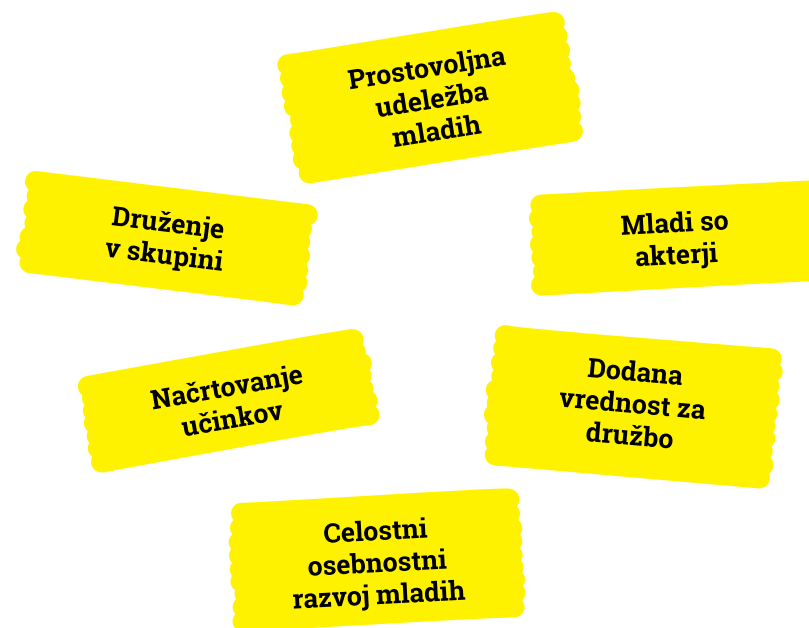 Prostovoljna
udeležba
mladih
Druženje
v skupini
Mladi so
akterji
Načrtovanje
učinkov
Dodana
vrednost za
družbo
Celostni
osebnostni
razvoj mladih